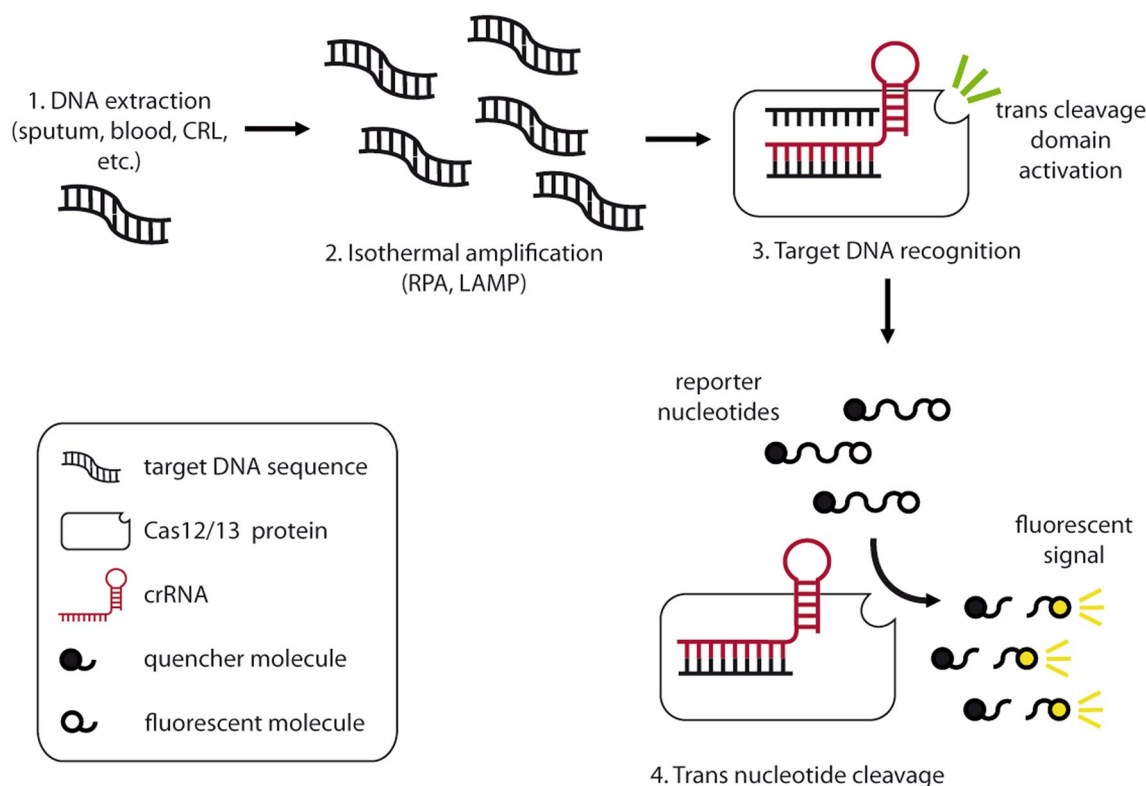 1. DNA extraction
(sputum, blood, CRL,
etc.)
2. Isothermal amplification
(RPA, LAMP)
trans cleavage
domain
activation
3. Target DNA recognition
reporter
nucleotides
fluorescent
signal
4. Trans nucleotide cleavage
target DNA sequence
Cas12/13 protein
crRNA
quencher molecule
fluorescent molecule